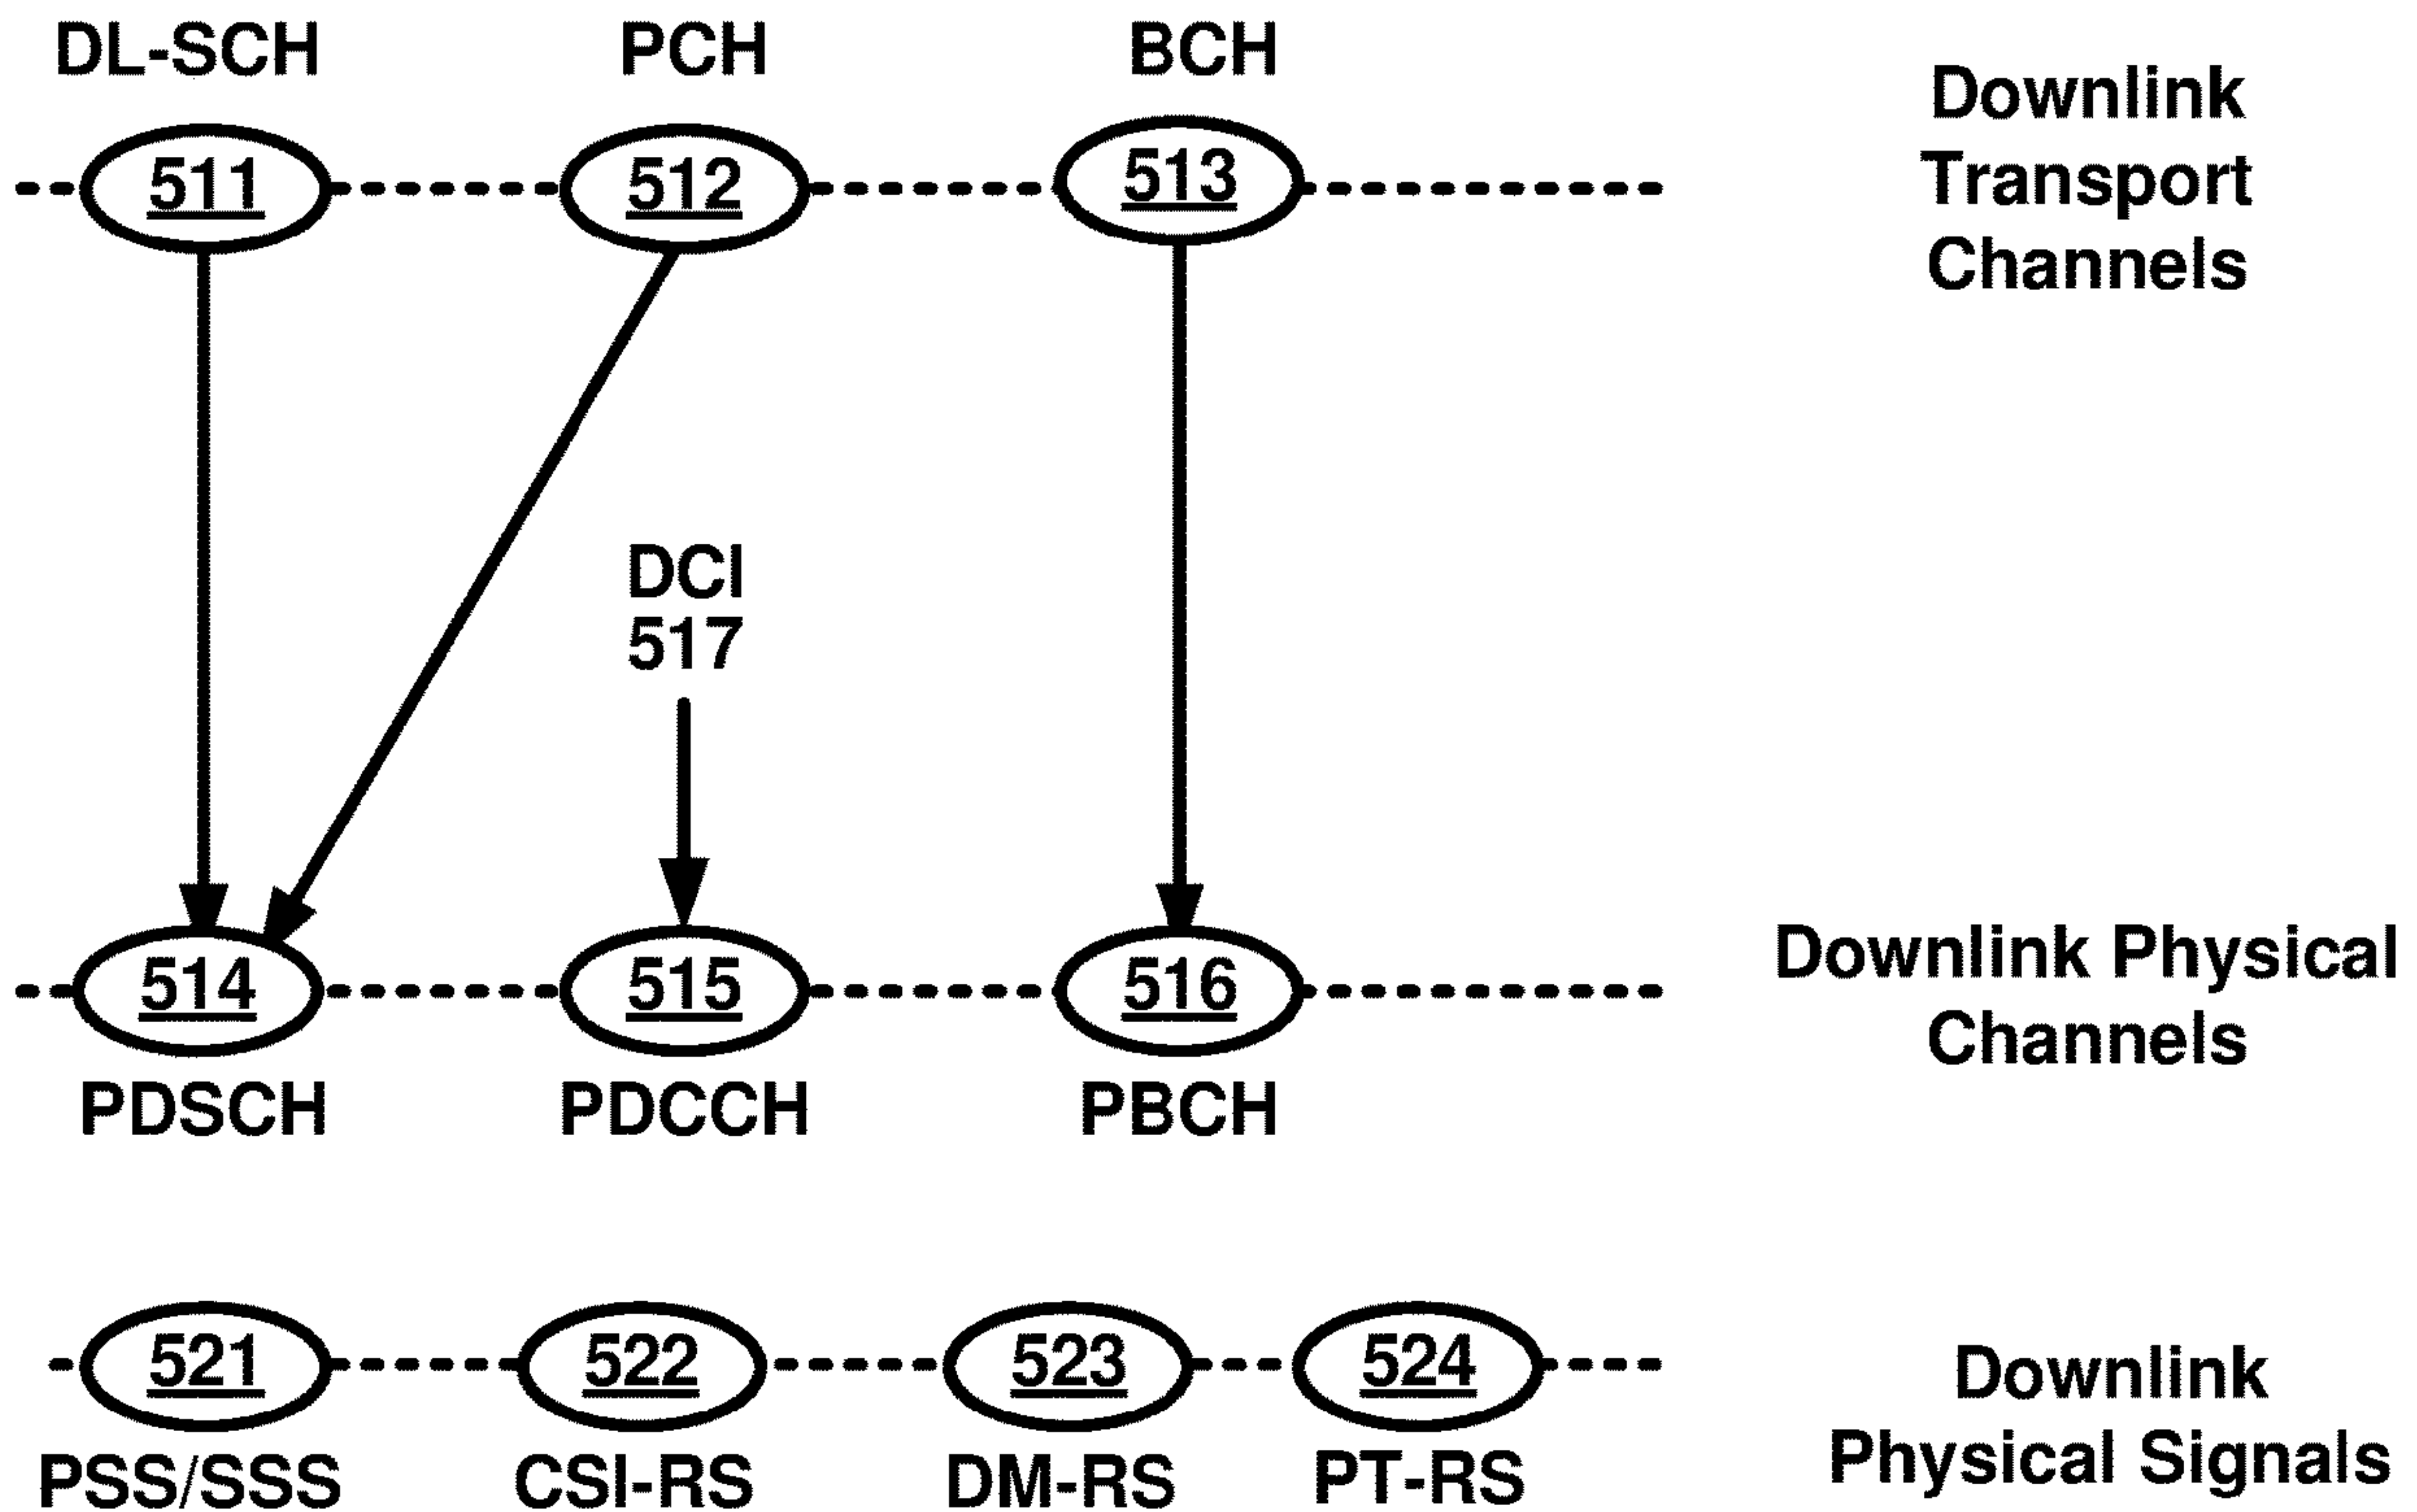 DL-SCH
PCH
BCH
Downlink
Transport
Channels
511
512
513
DCI
517
514
515
516
Downlink Physical
Channels
PDSCH
PDCCH
PBCH
521
522
523
524
Downlink
Physical Signals
PSS/SSS
CSI-RS
DM-RS
PT-RS